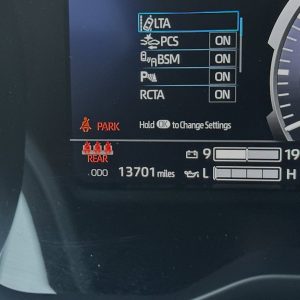 LTA
PCS ON
BSM ON
P ON
RCTA ON
Hold OK to Change Settings
PARK
REAR
9 19
ODO 13701 miles
L H